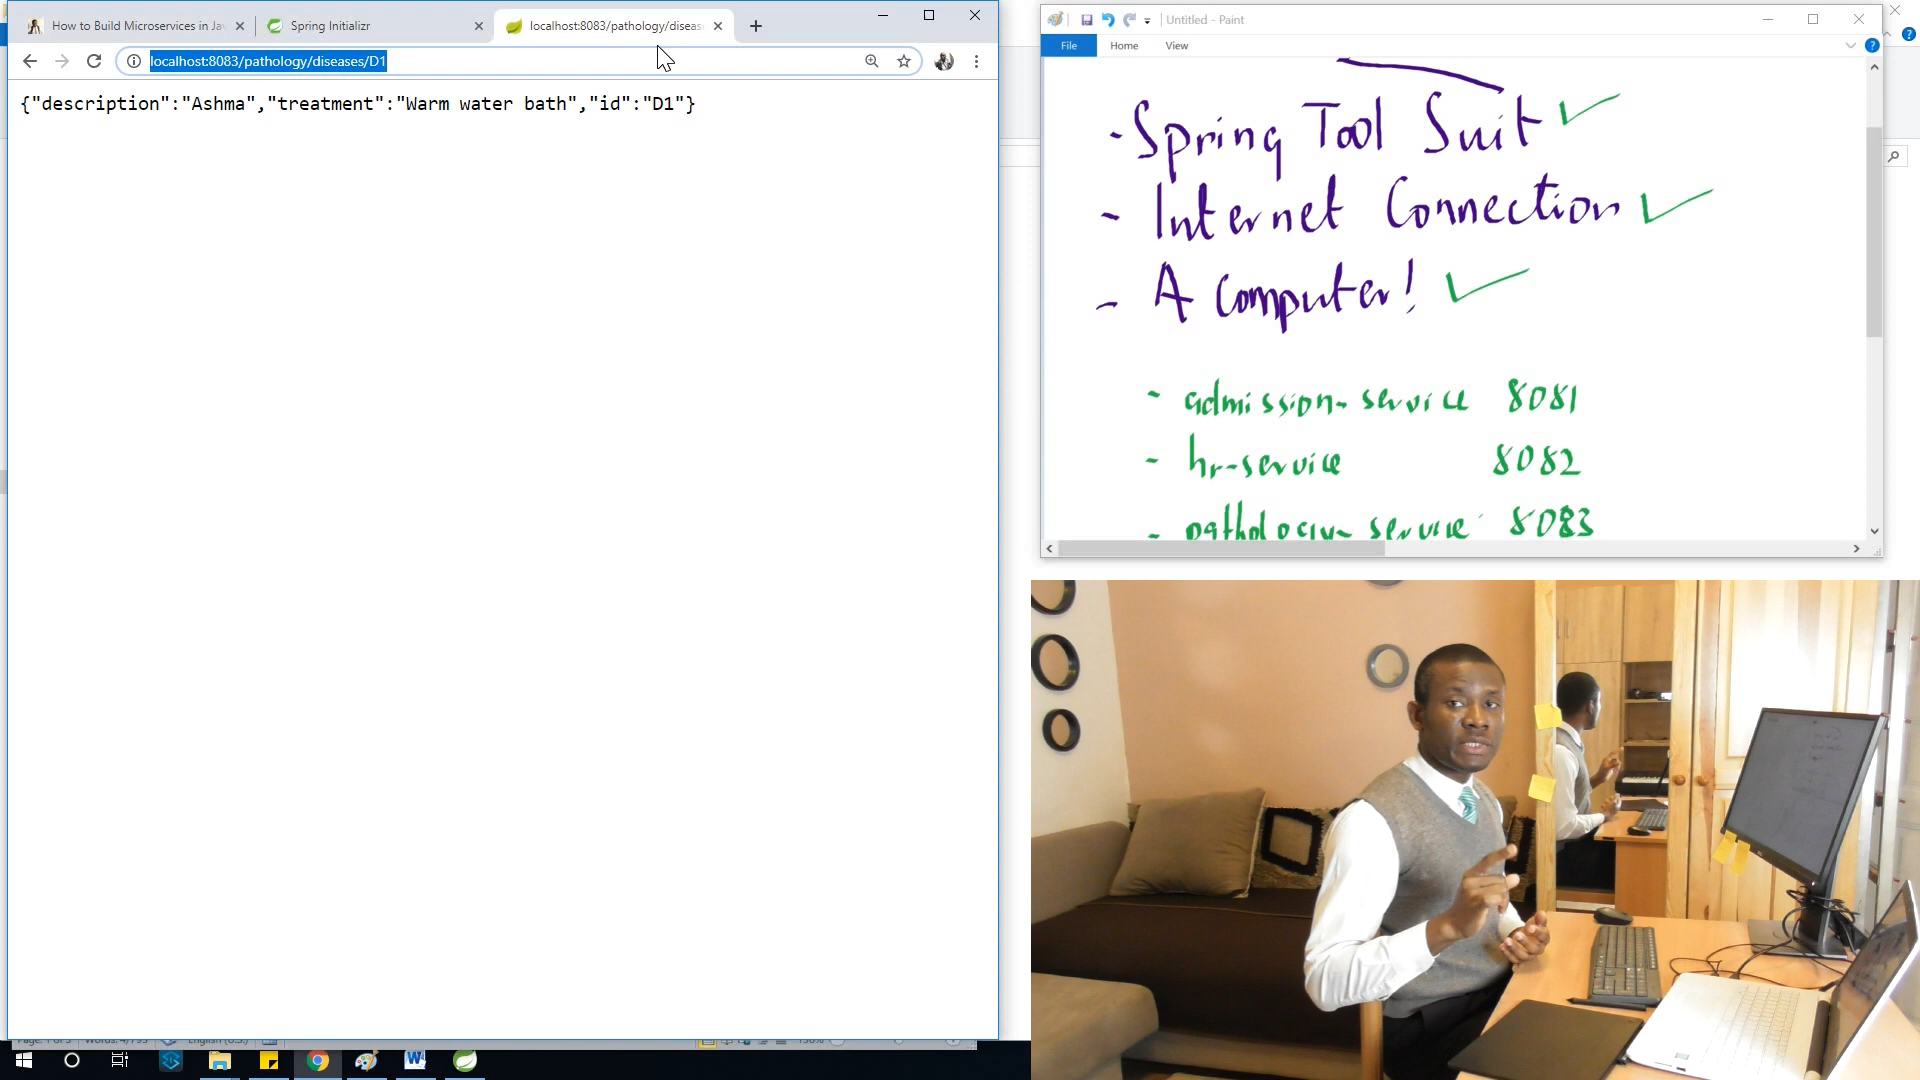 How to Build Microservices in Jav
Spring Initializr
localhost:8083/pathology/diseas
localhost:8083/pathology/diseases/D1
{"description":"Ashma","treatment":"Warm water bath","id":"D1"}
Untitled - Paint
File Home View
- Spring Tool Suit
- Internet Connection
- A Computer!
- admission-service 8081
- hr-service 8082
- pathology-service 8083